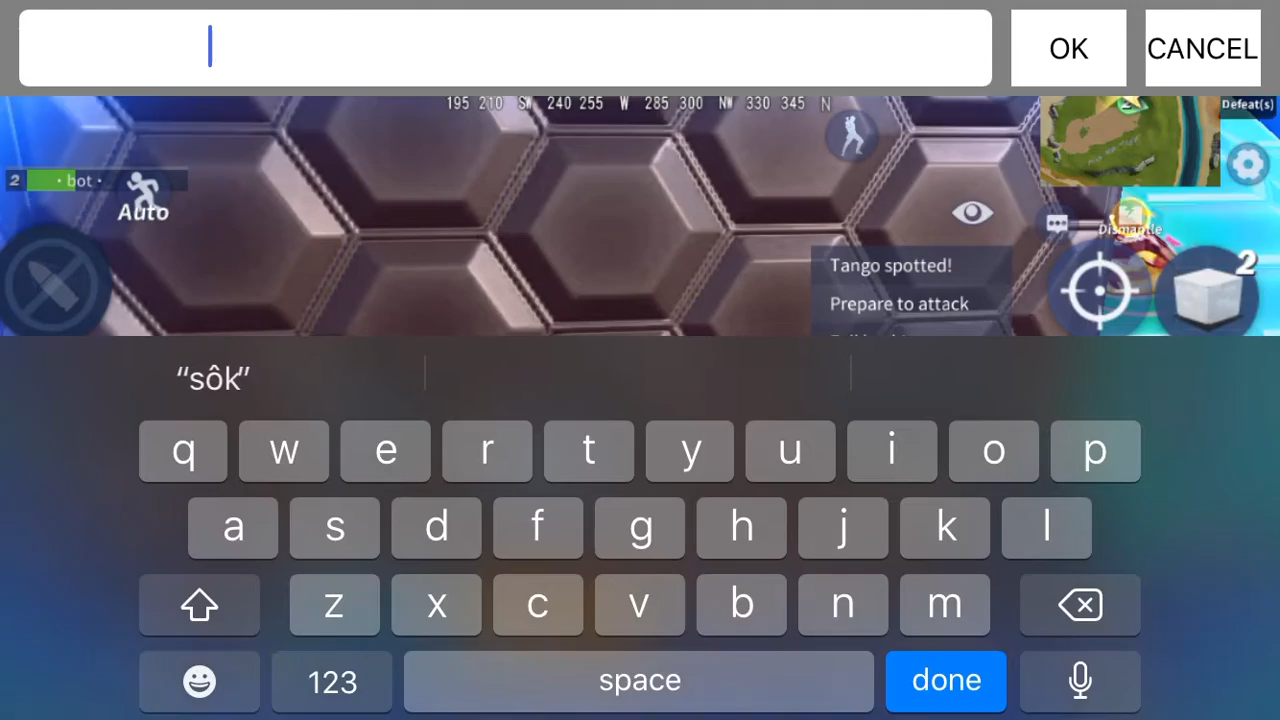 OK CANCEL
195 210 SW 240 255 W 285 300 NW 330 345 N
2
Defeat(s)
2 · bot ·
Auto
Dismantle
Tango spotted!
2
Prepare to attack
“sôk”
q w e r t y u i o p
a s d f g h j k l
z x c v b n m
123 space done